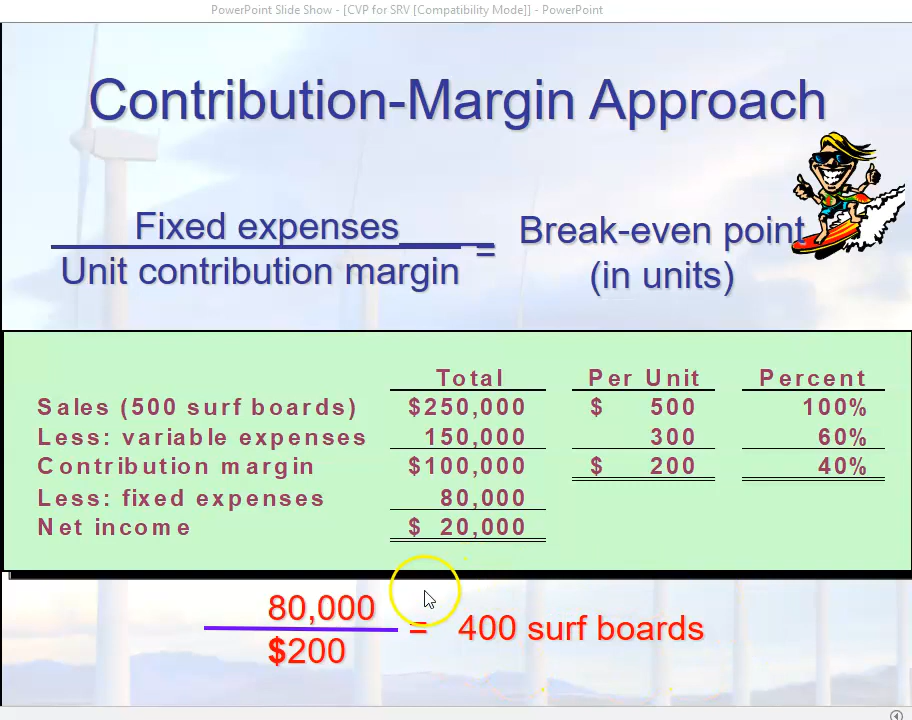 PowerPoint Slide Show - [CVP for SRV [Compatibility Mode]] - PowerPoint
Contribution-Margin Approach
Fixed expenses
Unit contribution margin
=
Break-even point
(in units)
Total Per Unit Percent
Sales (500 surf boards) $250,000 $ 500 100%
Less: variable expenses 150,000 300 60%
Contribution margin $100,000 $ 200 40%
Less: fixed expenses 80,000
Net income $ 20,000
80,000
$200
= 400 surf boards